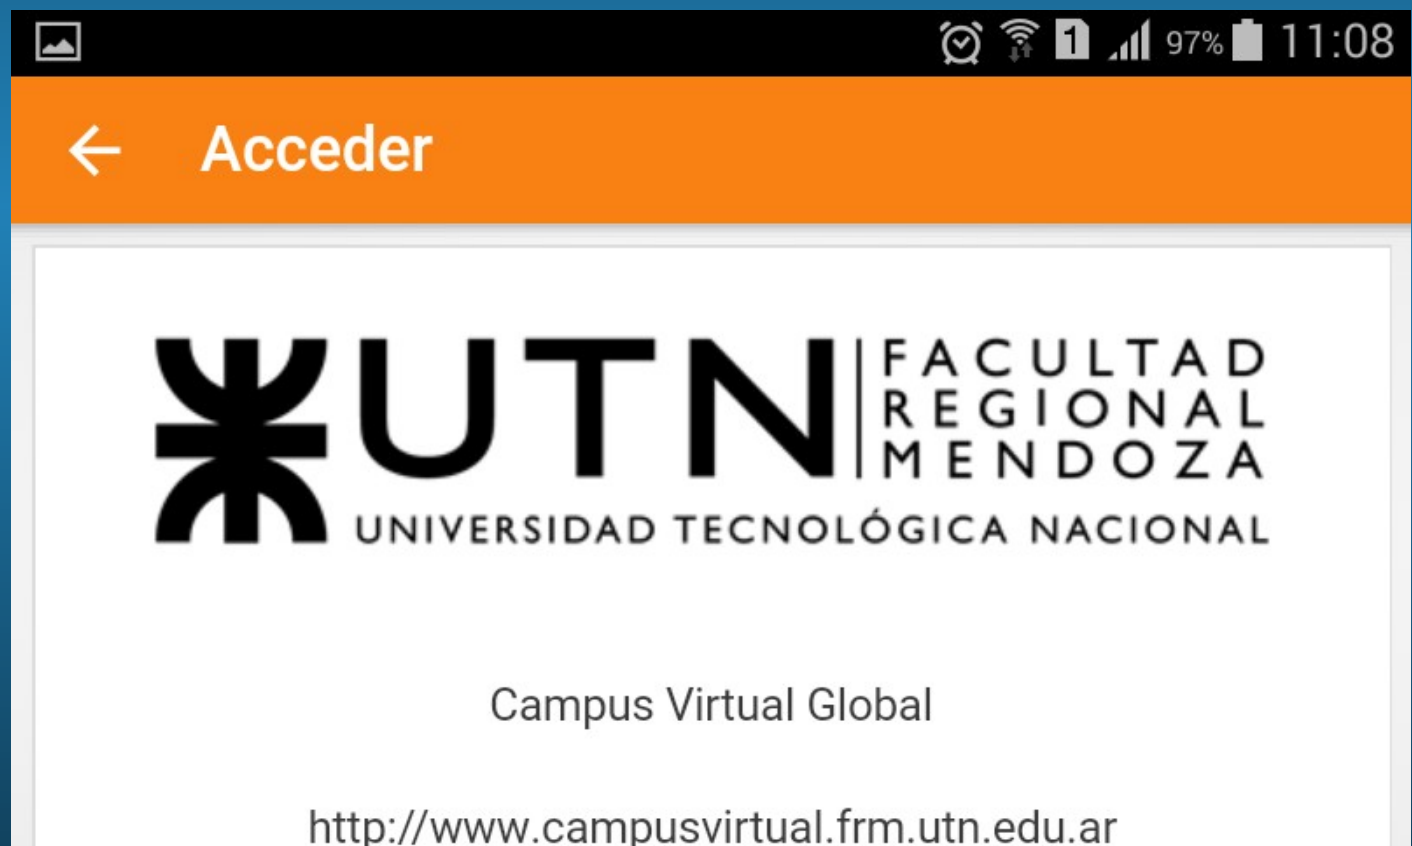 1 97% 11:08
Acceder
UTN
FACULTAD
REGIONAL
MENDOZA
UNIVERSIDAD TECNOLÓGICA NACIONAL
Campus Virtual Global
http://www.campusvirtual.frm.utn.edu.ar